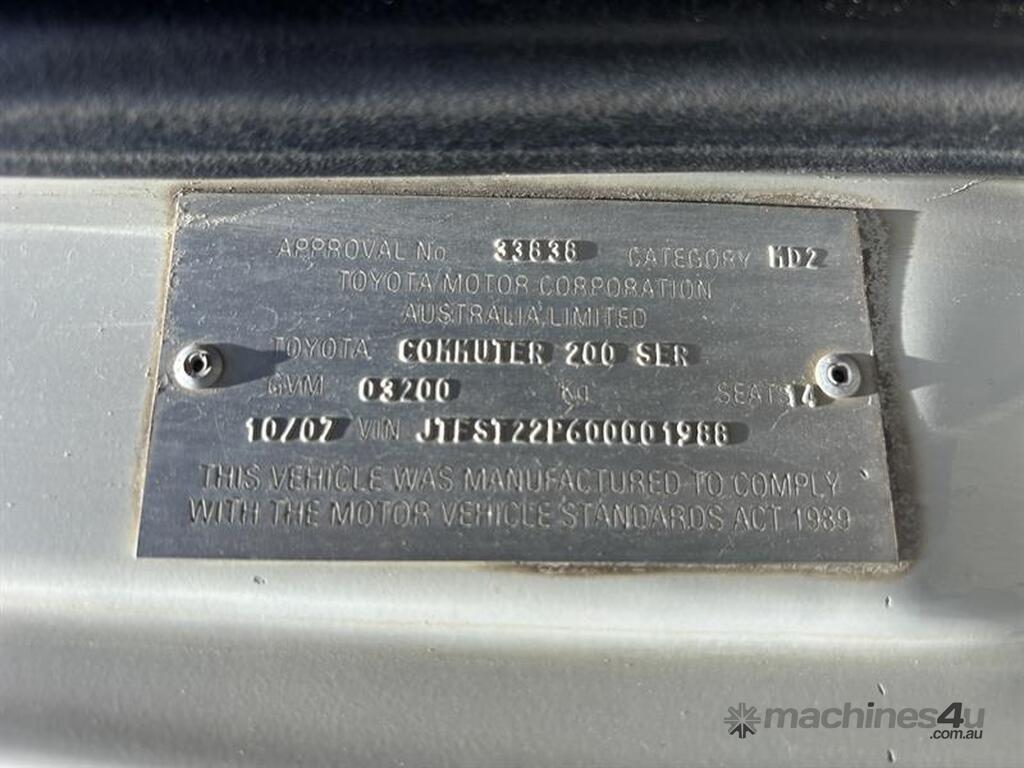 APPROVAL No 33636 CATEGORY MD2
TOYOTA MOTOR CORPORATION
AUSTRALIA LIMITED
TOYOTA COMMUTER 200 SER
GVM 03200 Kg SEATS 14
10/07 VIN JTFST22P600001988
THIS VEHICLE WAS MANUFACTURED TO COMPLY
WITH THE MOTOR VEHICLE STANDARDS ACT 1989
machines4u
.com.au